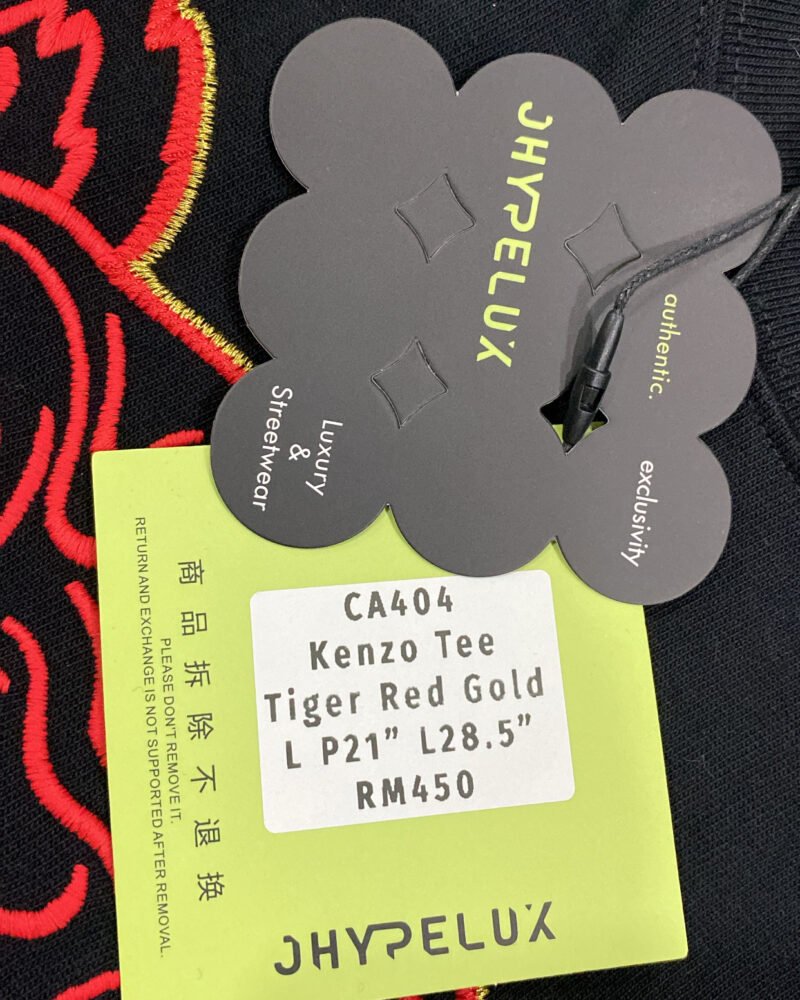 JHYPELUX
authentic.
exclusivity
Luxury
&
Streetwear
CA404
Kenzo Tee
Tiger Red Gold
L P21” L28.5”
RM450
商品拆除不退换
PLEASE DON'T REMOVE IT.
RETURN AND EXCHANGE IS NOT SUPPORTED AFTER REMOVAL.
JHYPELUX